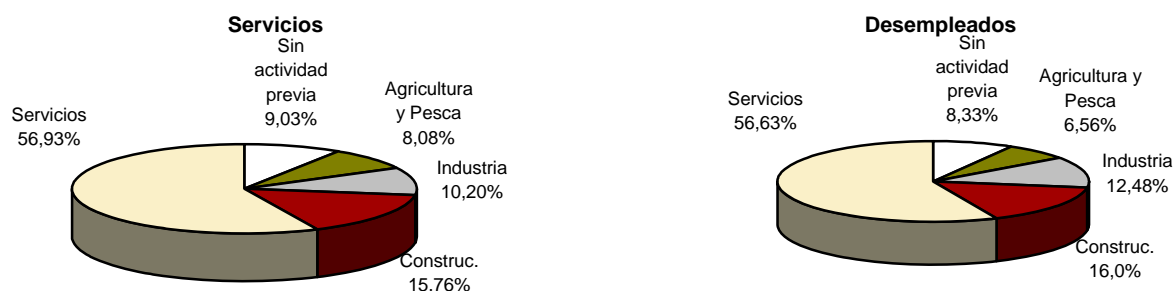 Servicios
Sin
actividad
previa
9,03%
Agricultura
y Pesca
8,08%
Servicios
56,93%
Industria
10,20%
Construc.
15,76%
Desempleados
Sin
actividad
previa
8,33%
Agricultura y
Pesca
6,56%
Servicios
56,63%
Industria
12,48%
Construc.
16,0%